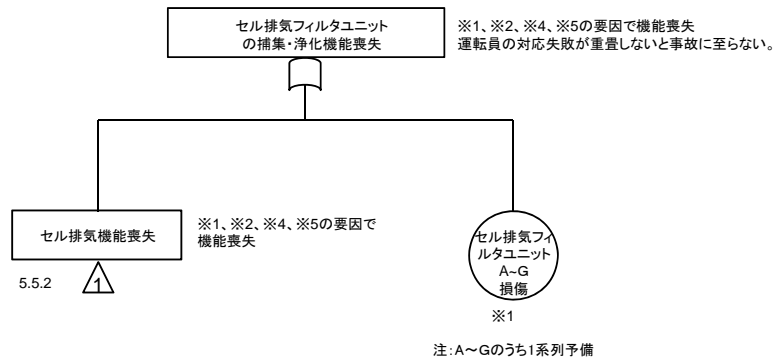 セル排気フィルタユニット
の捕集・浄化機能喪失
※1、※2、※4、※5の要因で機能喪失
運転員の対応失敗が重畳しないと事故に至らない。
セル排気機能喪失
※1、※2、※4、※5の要因で
機能喪失
5.5.2
1
セル排気フィ
ルタユニット
A~G
損傷
※1
注:A～Gのうち1系列予備